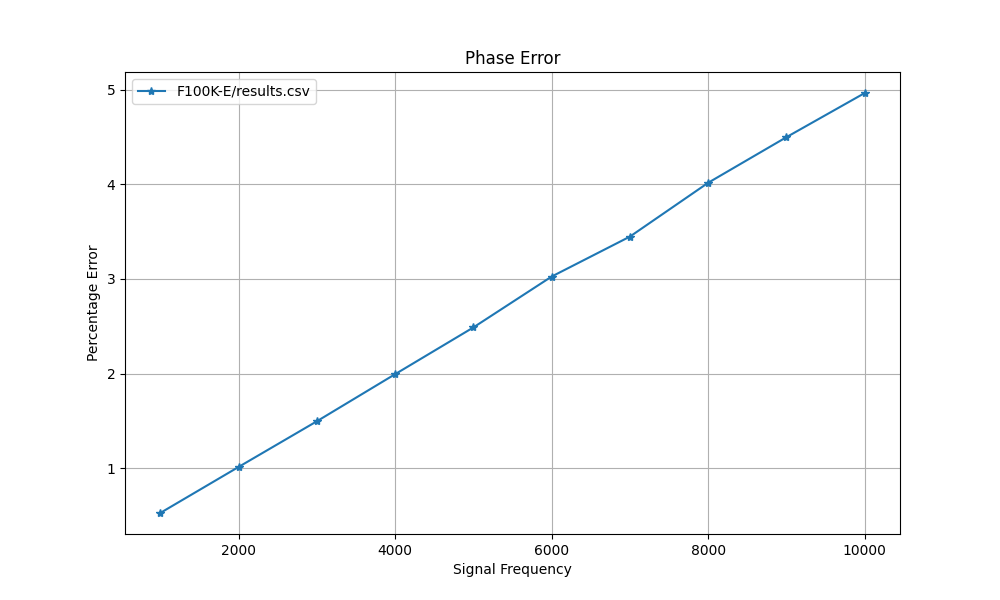 Phase Error
F100K-E/results.csv
Percentage Error
5
4
3
2
1
2000 4000 6000 8000 10000
Signal Frequency